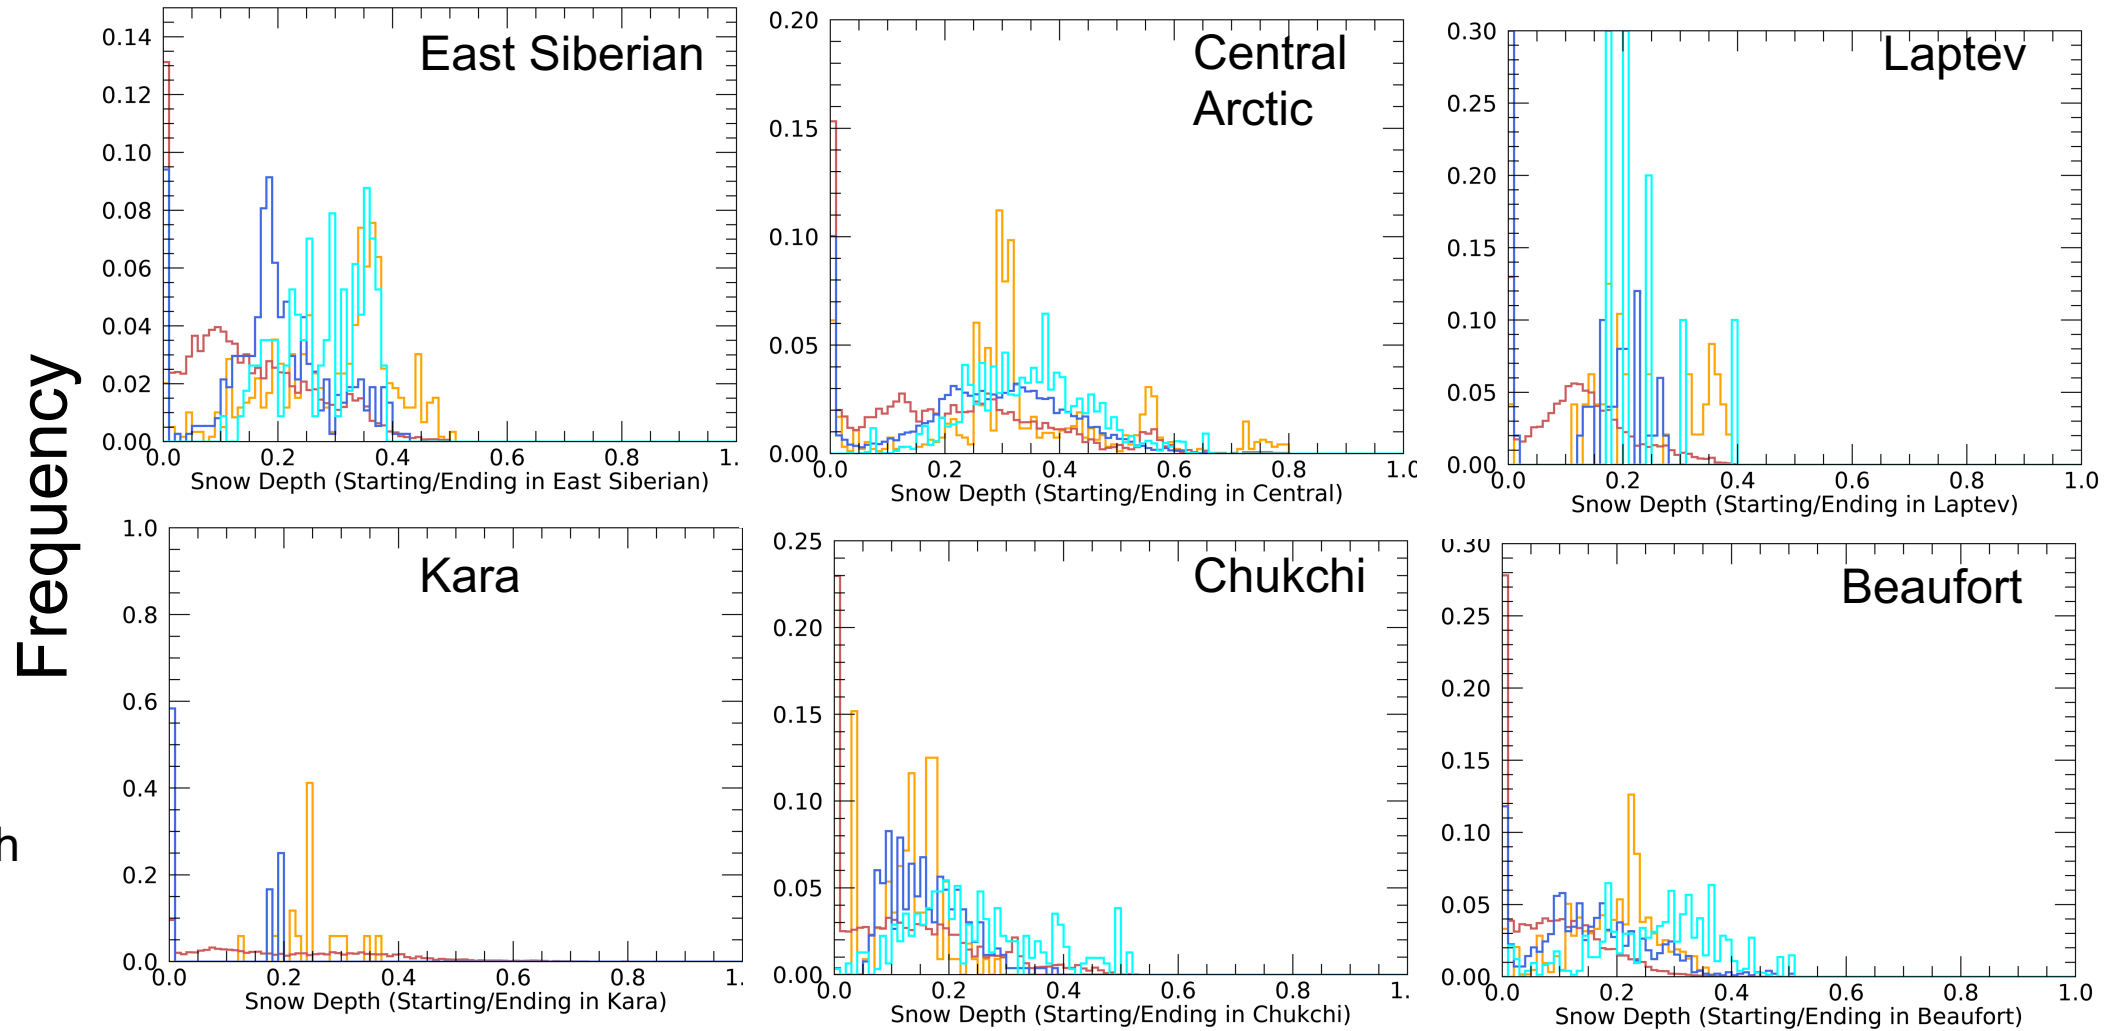 Frequency
East Siberian
0.14
0.12
0.10
0.08
0.06
0.04
0.02
0.00
0.0 0.2 0.4 0.6 0.8 1.
Snow Depth (Starting/Ending in East Siberian)
Central
Arctic
0.20
0.15
0.10
0.05
0.00
0.0 0.2 0.4 0.6 0.8 1.0
Snow Depth (Starting/Ending in Central)
Laptev
0.30
0.25
0.20
0.15
0.10
0.05
0.00
0.0 0.2 0.4 0.6 0.8 1.0
Snow Depth (Starting/Ending in Laptev)
Kara
1.0
0.8
0.6
0.4
0.2
0.0
0.0 0.2 0.4 0.6 0.8 1.
Snow Depth (Starting/Ending in Kara)
h
Chukchi
0.25
0.20
0.15
0.10
0.05
0.00
0.0 0.2 0.4 0.6 0.8 1.
Snow Depth (Starting/Ending in Chukchi)
Beaufort
0.30
0.25
0.20
0.15
0.10
0.05
0.00
0.0 0.2 0.4 0.6 0.8 1.0
Snow Depth (Starting/Ending in Beaufort)